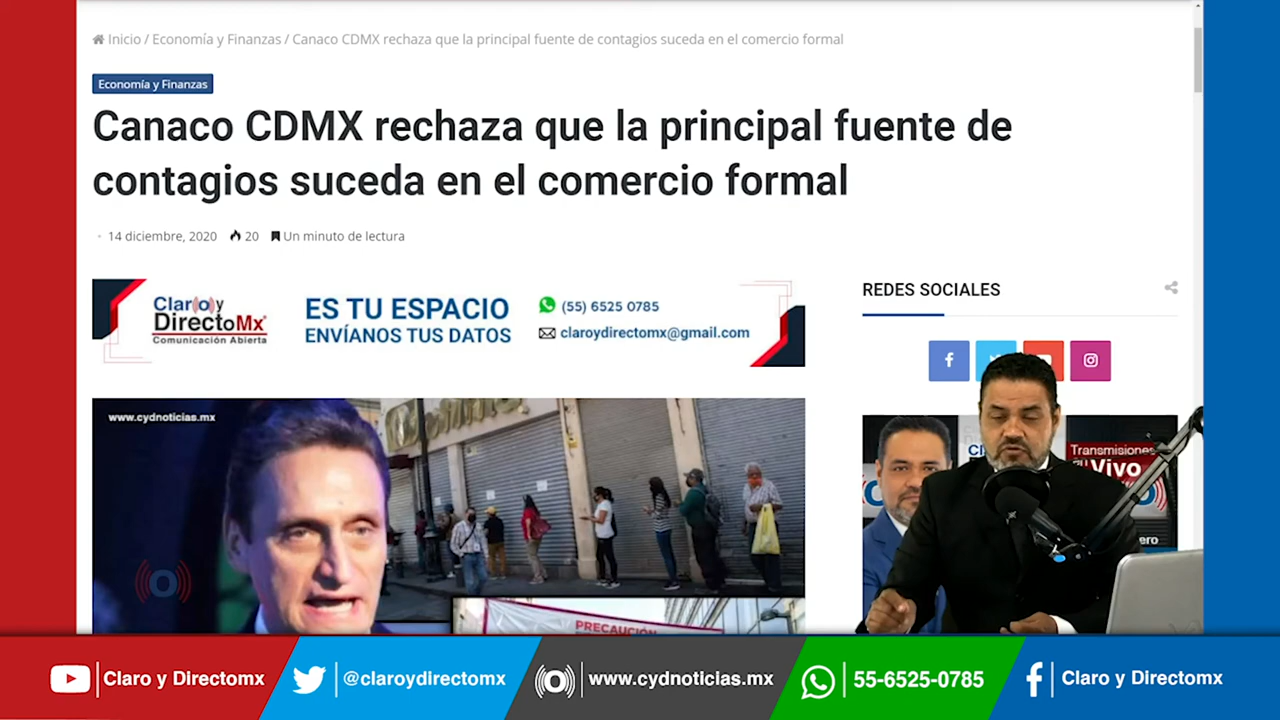 Inicio / Economía y Finanzas / Canaco CDMX rechaza que la principal fuente de contagios suceda en el comercio formal
Economía y Finanzas
Canaco CDMX rechaza que la principal fuente de
contagios suceda en el comercio formal
14 diciembre, 2020 20 Un minuto de lectura
Claro y
DirectoMx
Comunicación Abierta
ES TU ESPACIO
ENVÍANOS TUS DATOS
(55) 6525 0785
claroydirectomx@gmail.com
REDES SOCIALES
www.cydnoticias.mx
Transmisiones
Vivo
PRECAUCIÓN
Claro y Directomx
@claroydirectomx
www.cydnoticias.mx
55-6525-0785
Claro y Directomx